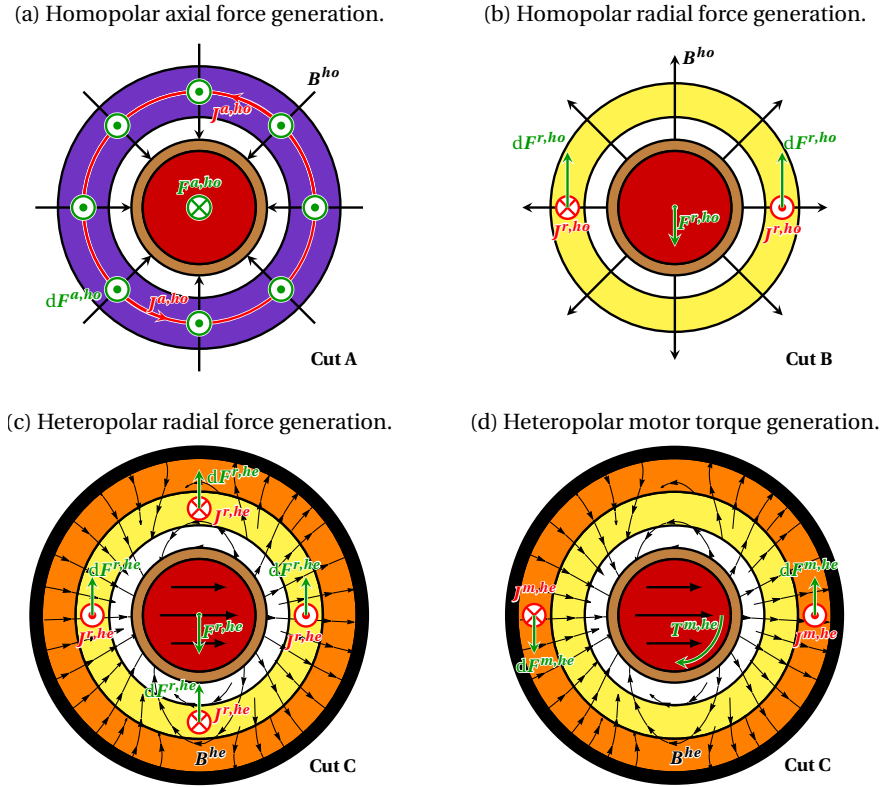 (a) Homopolar axial force generation.
(b) Homopolar radial force generation.
B^ho
J^a,ho
F^a,ho
dF^a,ho
J^a,ho
Cut A
B^ho
dF^r,ho
dF^r,ho
J^r,ho
F^r,ho
J^r,ho
Cut B
(c) Heteropolar radial force generation.
(d) Heteropolar motor torque generation.
dF^r,he
J^r,he
dF^r,he
dF^r,he
J^r,he
F^r,he
J^r,he
dF^r,he
J^r,he
B^he
Cut C
J^m,he
dF^m,he
T^m,he
J^m,he
dF^m,he
B^he
Cut C